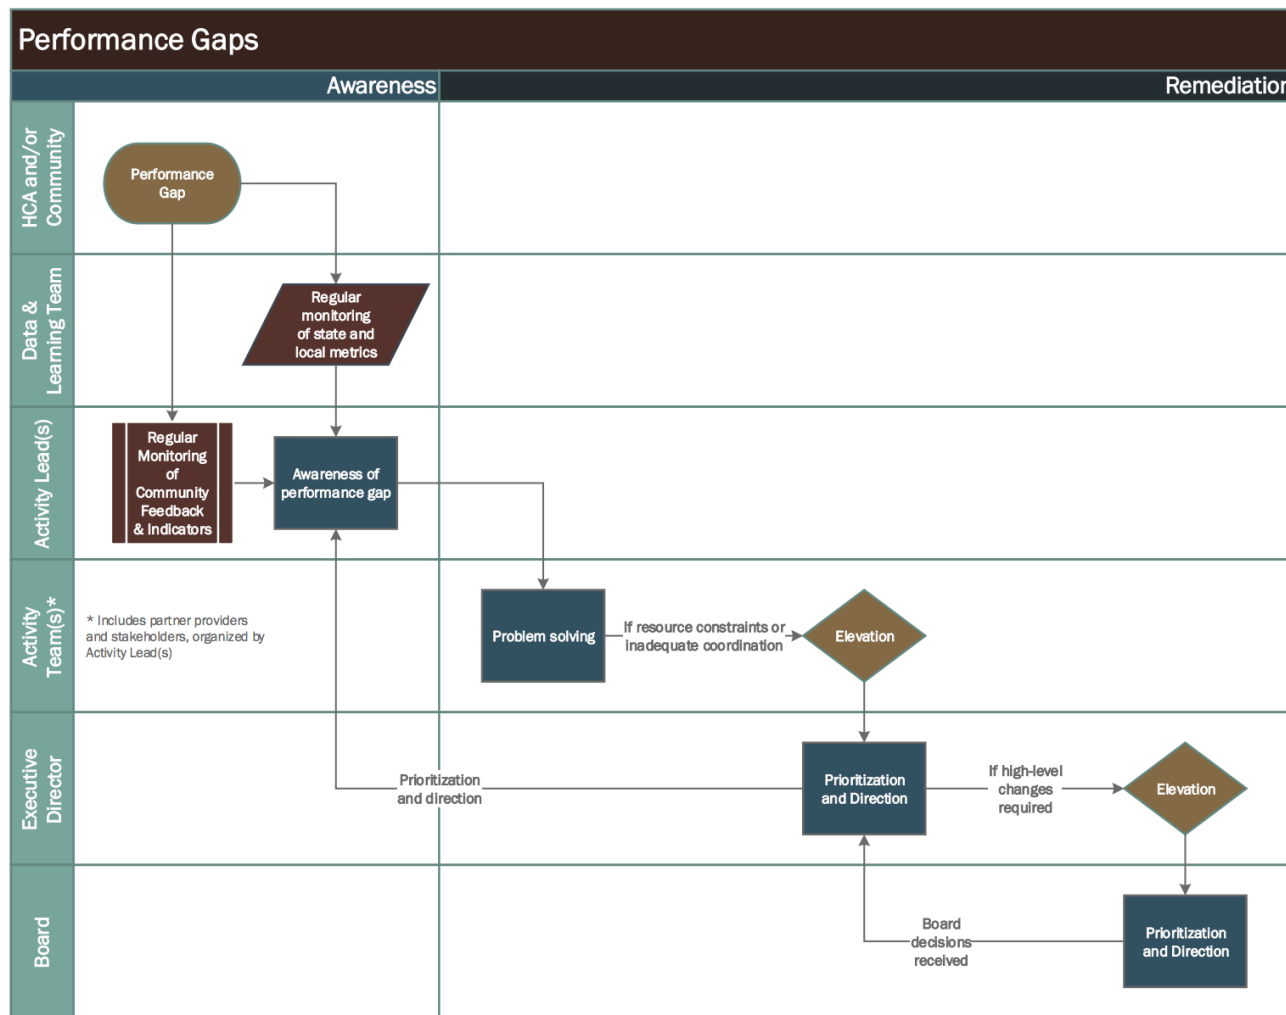 Performance Gaps
Awareness
Remediation
HCA and/or
Community
Performance
Gap
Data &
Learning Team
Regular
monitoring
of state and
local metrics
Activity Lead(s)
Regular
Monitoring
of
Community
Feedback
& Indicators
Awareness of
performance gap
Activity
Team(s)*
* Includes partner providers
and stakeholders, organized by
Activity Lead(s)
Problem solving
If resource constraints or
inadequate coordination
Elevation
Executive
Director
Prioritization
and direction
Prioritization
and Direction
If high-level
changes
required
Elevation
Board
Board
decisions
received
Prioritization
and Direction